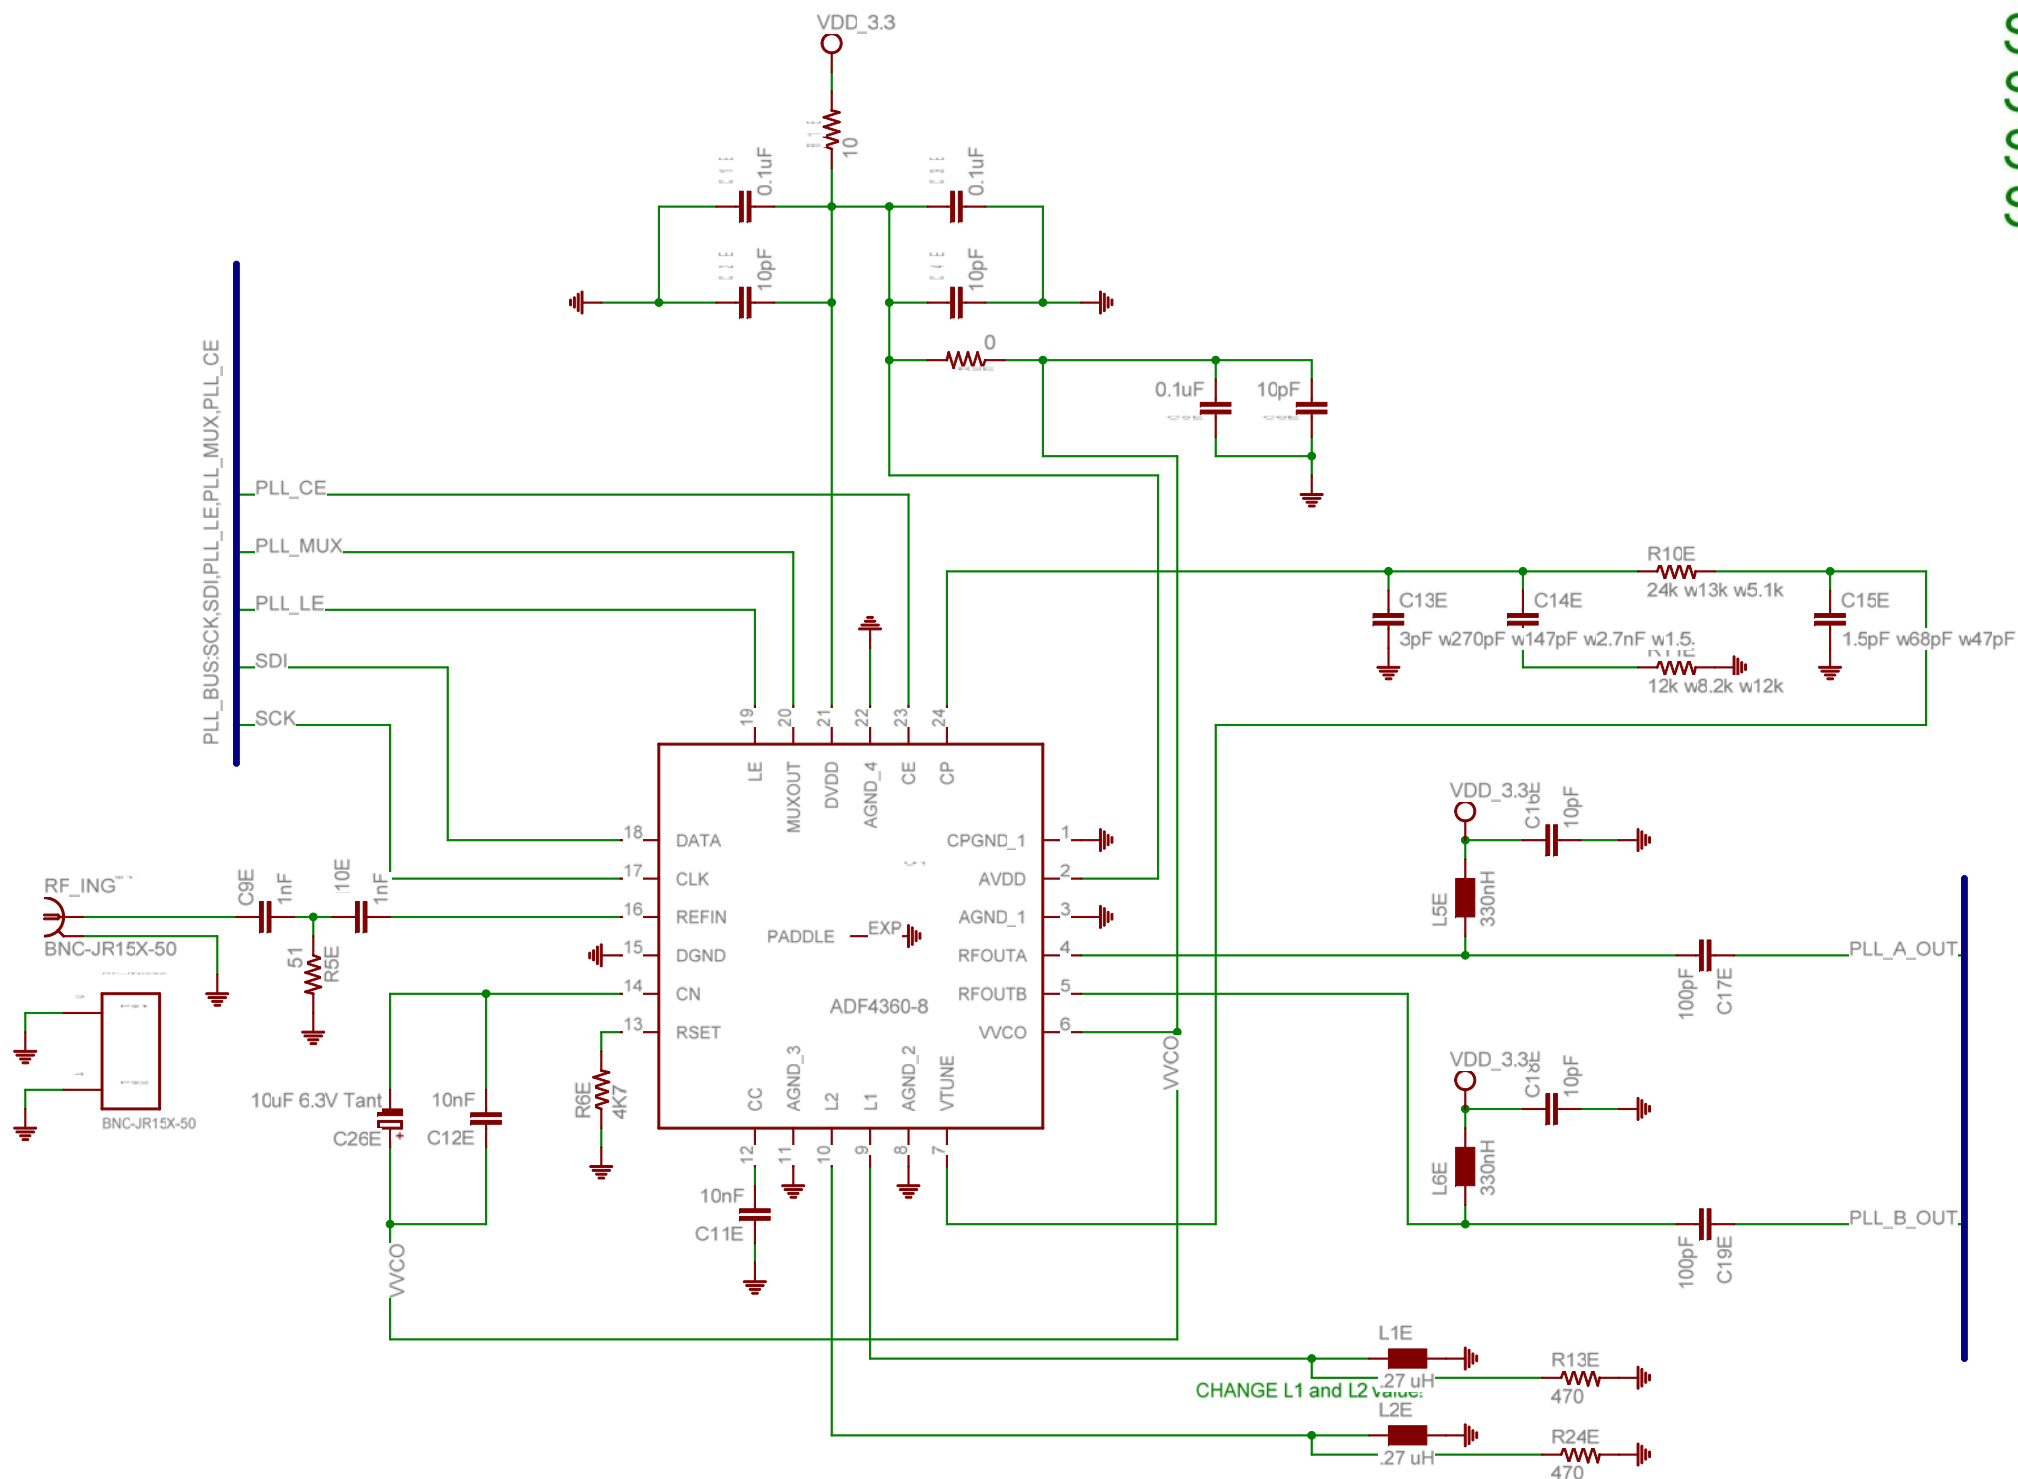 VDD_3.3
10
0.1uF
0.1uF
10pF
10pF
0
0.1uF
10pF
PLL_BUS:SCK,SDI,PLL_LE,PLL_MUX,PLL_CE
PLL_CE
PLL_MUX
PLL_LE
SDI
SCK
R10E
24k w13k w5.1k
C13E
3pF w270pF w147pF w2.7nF w1.5.
C14E
C15E
1.5pF w68pF w47pF
12k w8.2k w12k
19
20
21
22
23
24
LE
MUXOUT
DVDD
AGND_4
CE
CP
18
DATA
17
CLK
16
REFIN
15
DGND
14
CN
13
RSET
CPGND_1
1
AVDD
2
AGND_1
3
RFOUTA
4
RFOUTB
5
VVCO
6
PADDLE
EXP
ADF4360-8
CC
AGND_3
L2
L1
AGND_2
VTUNE
12
11
10
9
8
7
RF_ING
BNC-JR15X-50
C9E
1nF
10E
1nF
51
R5E
BNC-JR15X-50
10uF 6.3V Tant
C26E
+
10nF
C12E
R6E
4K7
10nF
C11E
VVCO
VVCO
VDD_3.3
C16E
10pF
L5E
330nH
100pF
C17E
PLL_A_OUT
VDD_3.3
C18E
10pF
L6E
330nH
100pF
C19E
PLL_B_OUT
L1E
.27 uH
R13E
470
CHANGE L1 and L2 value.
L2E
.27 uH
R24E
470